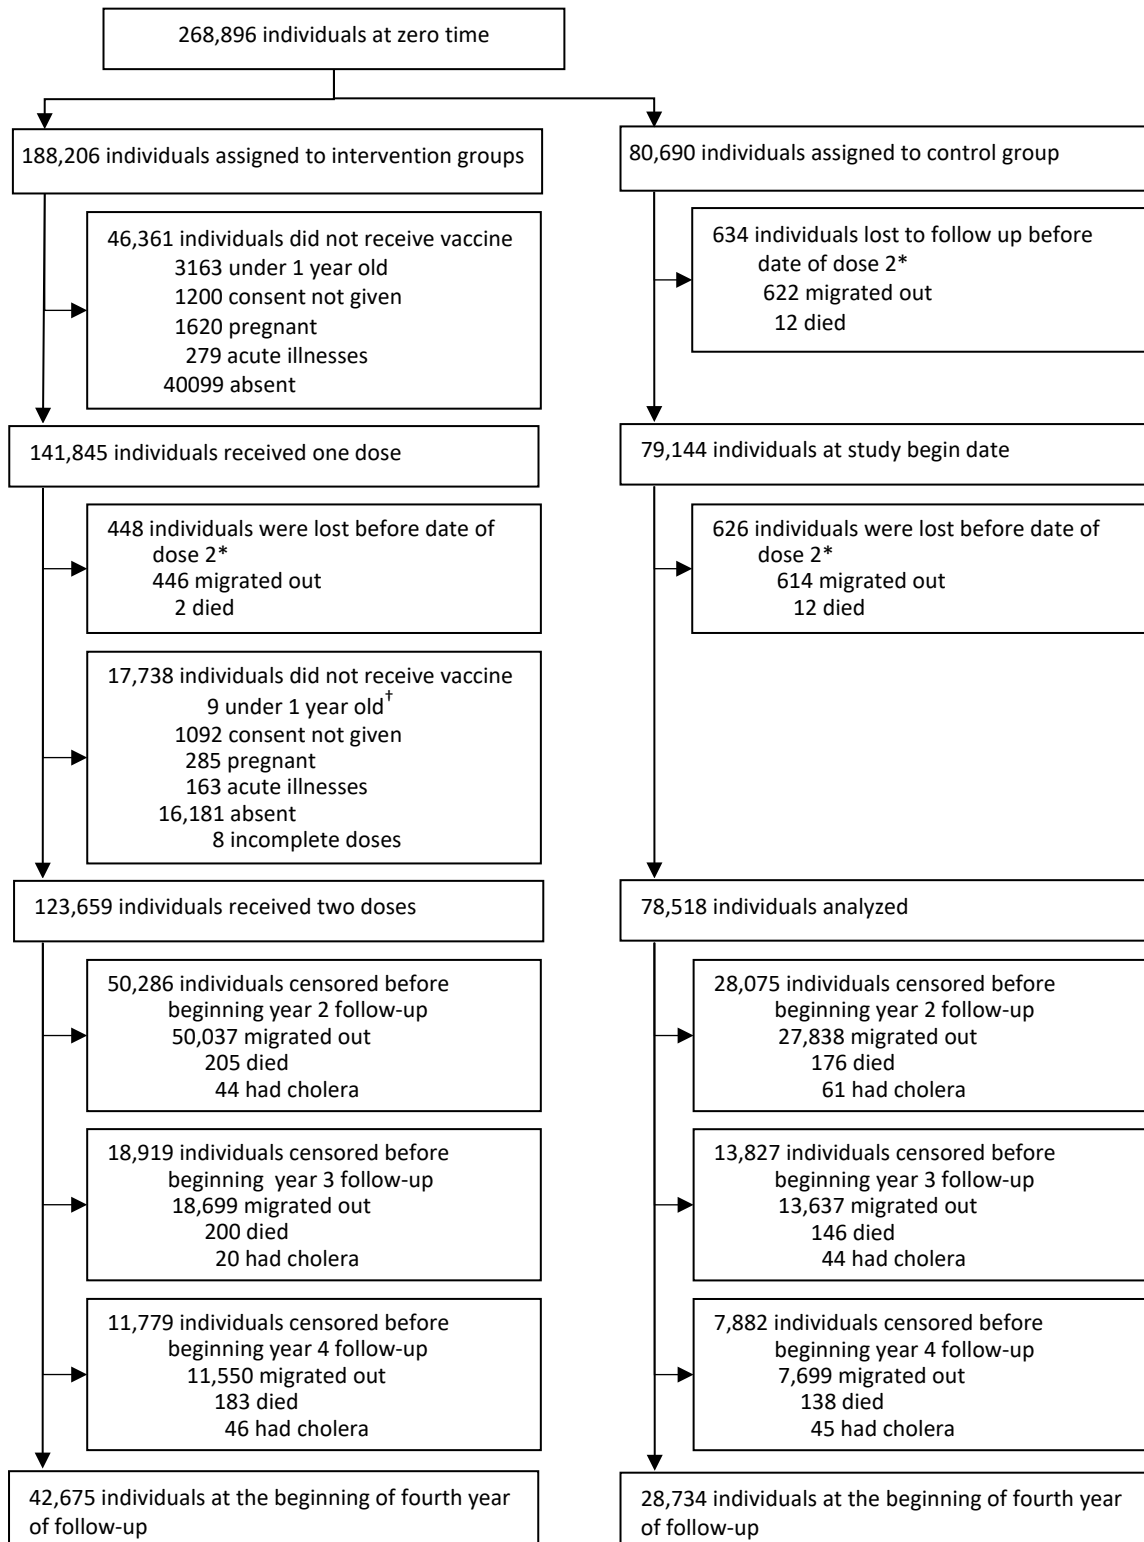 268,896 individuals at zero time
188,206 individuals assigned to intervention groups
80,690 individuals assigned to control group
46,361 individuals did not receive vaccine
3163 under 1 year old
1200 consent not given
1620 pregnant
279 acute illnesses
40099 absent
634 individuals lost to follow up before
date of dose 2*
622 migrated out
12 died
141,845 individuals received one dose
79,144 individuals at study begin date
448 individuals were lost before date of
dose 2*
446 migrated out
2 died
626 individuals were lost before date of
dose 2*
614 migrated out
12 died
17,738 individuals did not receive vaccine
9 under 1 year old†
1092 consent not given
285 pregnant
163 acute illnesses
16,181 absent
8 incomplete doses
123,659 individuals received two doses
78,518 individuals analyzed
50,286 individuals censored before
beginning year 2 follow-up
50,037 migrated out
205 died
44 had cholera
28,075 individuals censored before
beginning year 2 follow-up
27,838 migrated out
176 died
61 had cholera
18,919 individuals censored before
beginning year 3 follow-up
18,699 migrated out
200 died
20 had cholera
13,827 individuals censored before
beginning year 3 follow-up
13,637 migrated out
146 died
44 had cholera
11,779 individuals censored before
beginning year 4 follow-up
11,550 migrated out
183 died
46 had cholera
7,882 individuals censored before
beginning year 4 follow-up
7,699 migrated out
138 died
45 had cholera
42,675 individuals at the beginning of fourth year
of follow-up
28,734 individuals at the beginning of fourth year
of follow-up